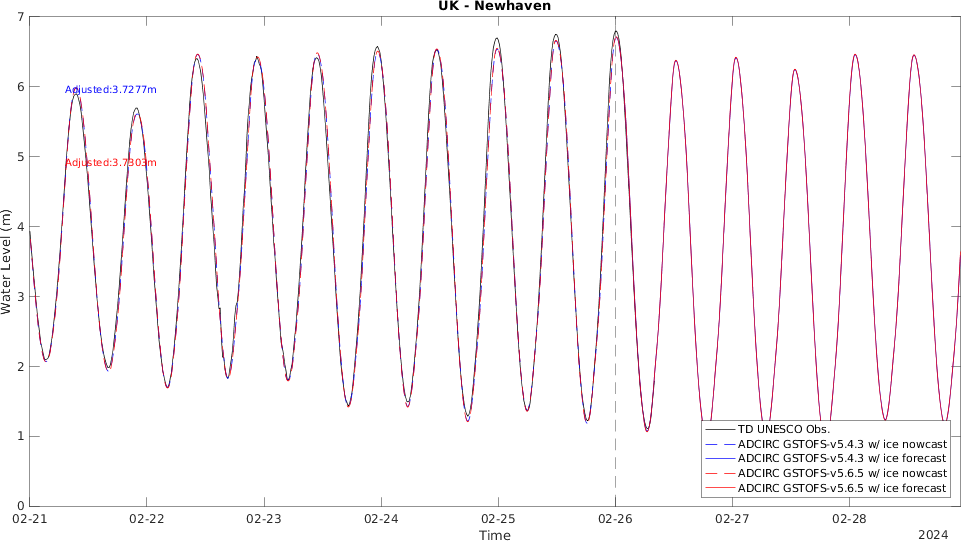 UK - Newhaven
7
6
5
4
3
2
1
0
Water Level (m)
Adjusted:3.7277m
Adjusted:3.7303m
TD UNESCO Obs.
ADCIRC GSTOFS-v5.4.3 w/ ice nowcast
ADCIRC GSTOFS-v5.4.3 w/ ice forecast
ADCIRC GSTOFS-v5.6.5 w/ ice nowcast
ADCIRC GSTOFS-v5.6.5 w/ ice forecast
02-21 02-22 02-23 02-24 02-25 02-26 02-27 02-28
Time
2024